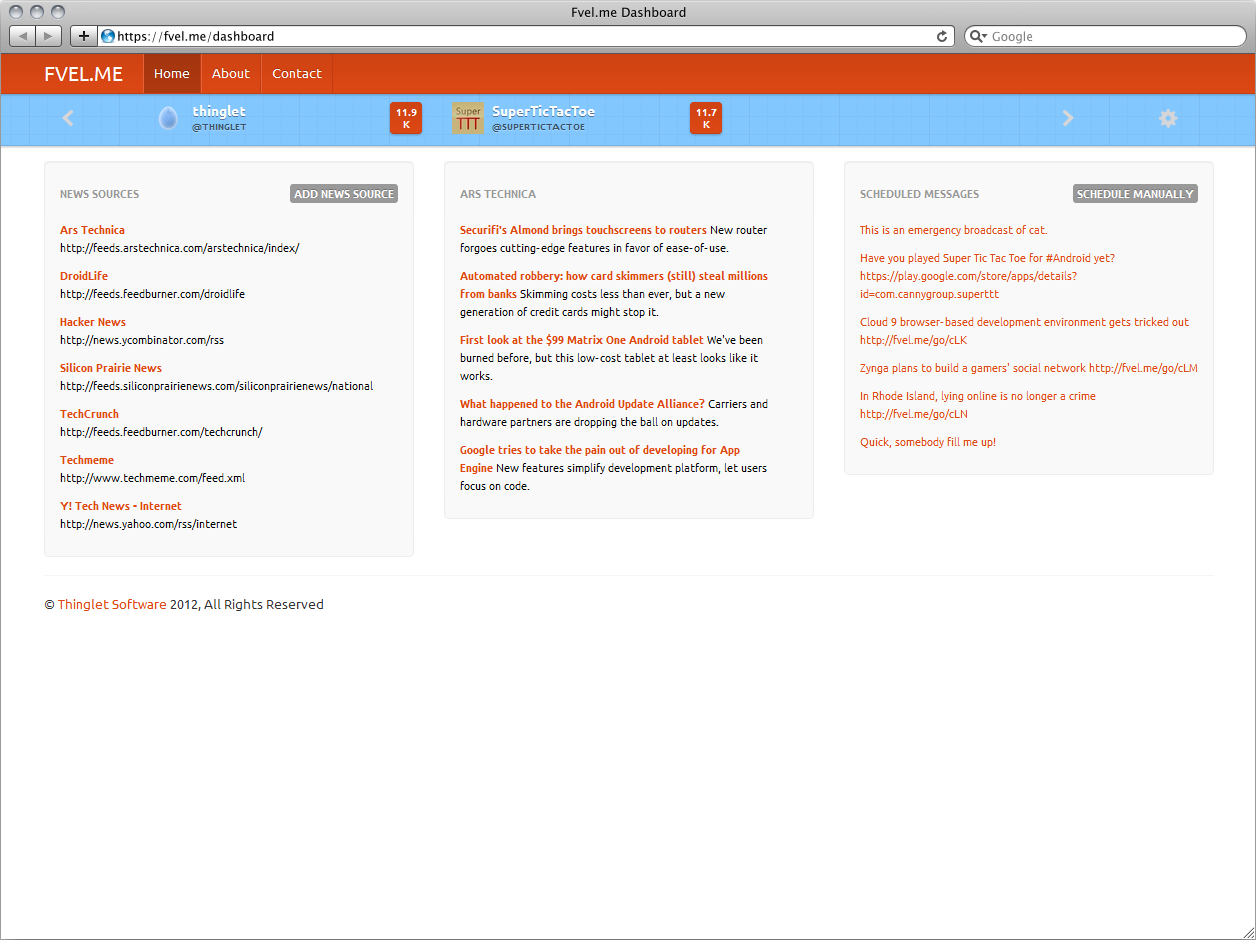 Fvel.me Dashboard
https://fvel.me/dashboard
Google
FVEL.ME
Home
About
Contact
thinglet
@THINGLET
11.9
K
Super
TTT
SuperTicTacToe
@SUPERTICTACTOE
11.7
K
NEWS SOURCES
ADD NEWS SOURCE
Ars Technica
http://feeds.arstechnica.com/arstechnica/index/
DroidLife
http://feeds.feedburner.com/droidlife
Hacker News
http://news.ycombinator.com/rss
Silicon Prairie News
http://feeds.siliconprairienews.com/siliconprairienews/national
TechCrunch
http://feeds.feedburner.com/techcrunch/
Techmeme
http://www.techmeme.com/feed.xml
Y! Tech News - Internet
http://news.yahoo.com/rss/internet
ARS TECHNICA
Securifi's Almond brings touchscreens to routers New router
forgoes cutting-edge features in favor of ease-of-use.
Automated robbery: how card skimmers (still) steal millions
from banks Skimming costs less than ever, but a new
generation of credit cards might stop it.
First look at the $99 Matrix One Android tablet We've been
burned before, but this low-cost tablet at least looks like it
works.
What happened to the Android Update Alliance? Carriers and
hardware partners are dropping the ball on updates.
Google tries to take the pain out of developing for App
Engine New features simplify development platform, let users
focus on code.
SCHEDULED MESSAGES
SCHEDULE MANUALLY
This is an emergency broadcast of cat.
Have you played Super Tic Tac Toe for #Android yet?
https://play.google.com/store/apps/details?
id=com.cannygroup.superttt
Cloud 9 browser-based development environment gets tricked out
http://fvel.me/go/cLK
Zynga plans to build a gamers' social network http://fvel.me/go/cLM
In Rhode Island, lying online is no longer a crime
http://fvel.me/go/cLN
Quick, somebody fill me up!
© Thinglet Software 2012, All Rights Reserved